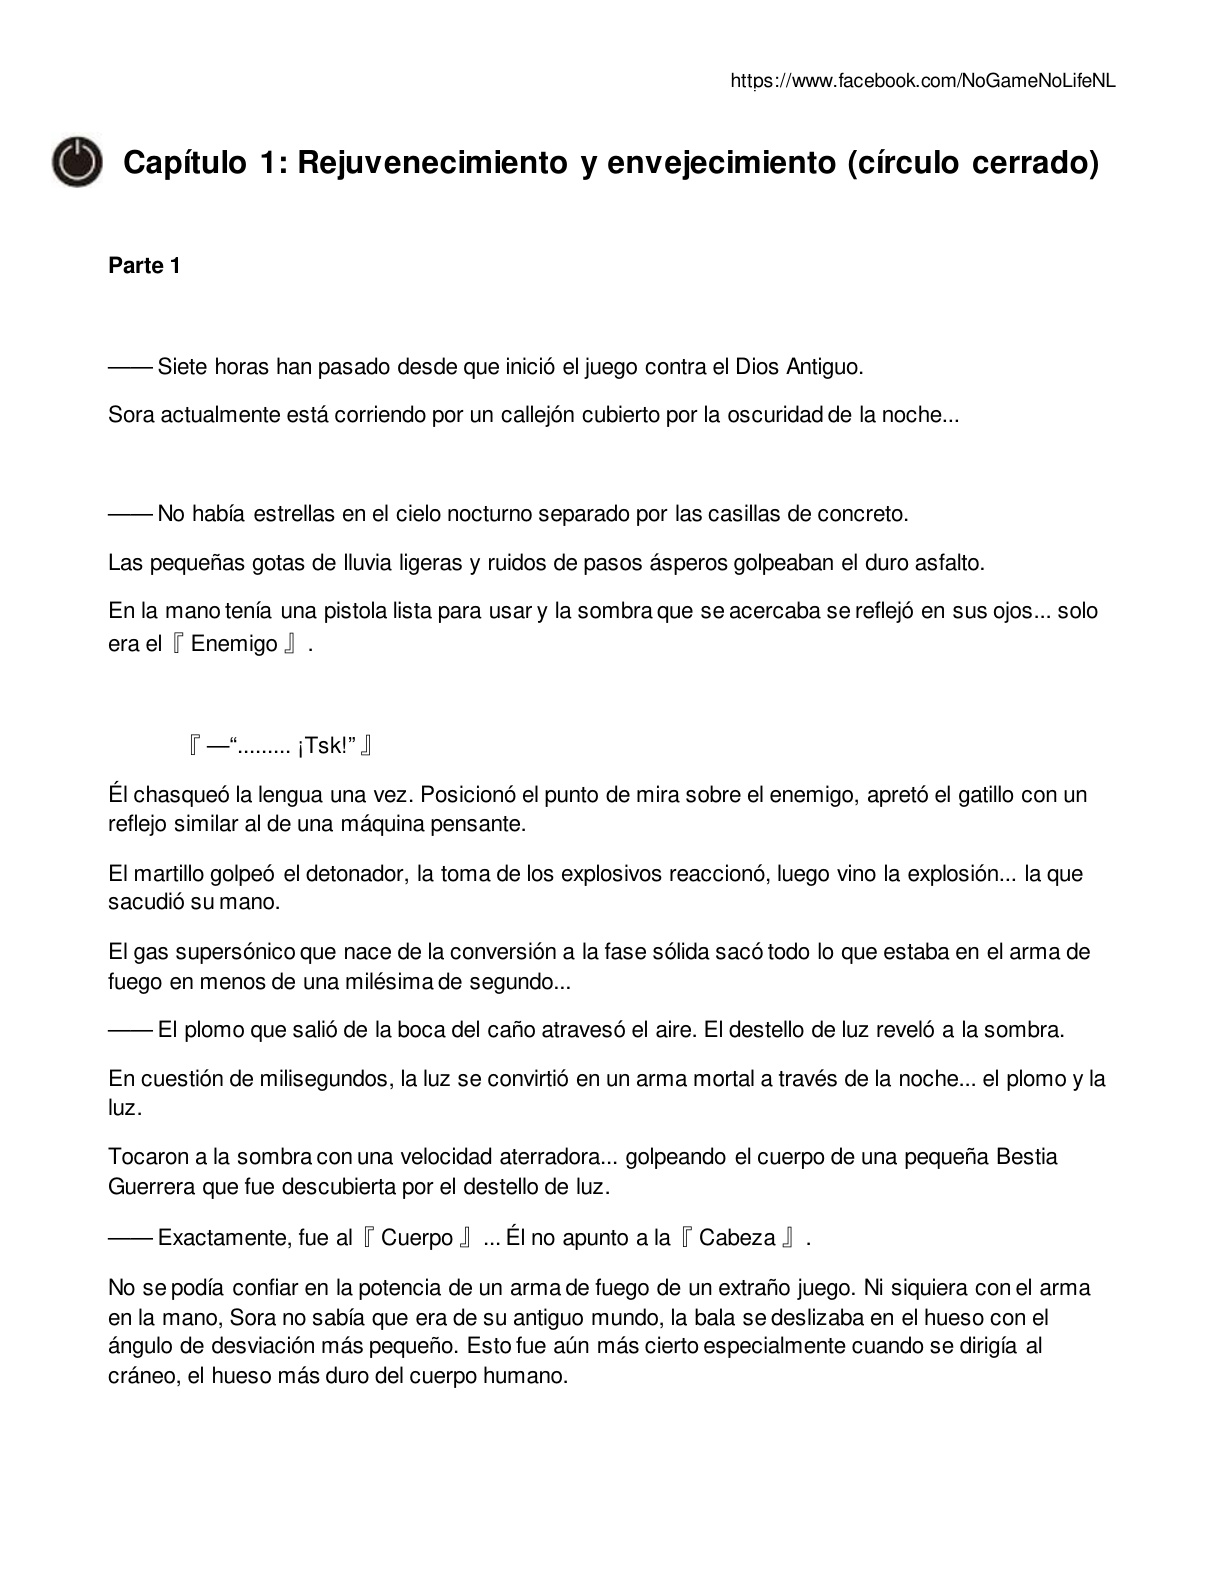 https://www.facebook.com/NoGameNoLifeNL
Capítulo 1: Rejuvenecimiento y envejecimiento (círculo cerrado)
Parte 1
—— Siete horas han pasado desde que inició el juego contra el Dios Antiguo.
Sora actualmente está corriendo por un callejón cubierto por la oscuridad de la noche...
—— No había estrellas en el cielo nocturno separado por las casillas de concreto.
Las pequeñas gotas de lluvia ligeras y ruidos de pasos ásperos golpeaban el duro asfalto.
En la mano tenía una pistola lista para usar y la sombra que se acercaba se reflejó en sus ojos... solo
era el『 Enemigo 』.
『 —“......... ¡Tsk!” 』
Él chasqueó la lengua una vez. Posicionó el punto de mira sobre el enemigo, apretó el gatillo con un
reflejo similar al de una máquina pensante.
El martillo golpeó el detonador, la toma de los explosivos reaccionó, luego vino la explosión... la que
sacudió su mano.
El gas supersónico que nace de la conversión a la fase sólida sacó todo lo que estaba en el arma de
fuego en menos de una milésima de segundo...
—— El plomo que salió de la boca del caño atravesó el aire. El destello de luz reveló a la sombra.
En cuestión de milisegundos, la luz se convirtió en un arma mortal a través de la noche... el plomo y la
luz.
Tocaron a la sombra con una velocidad aterradora... golpeando el cuerpo de una pequeña Bestia
Guerrera que fue descubierta por el destello de luz.
—— Exactamente, fue al『 Cuerpo 』... Él no apunto a la『 Cabeza 』.
No se podía confiar en la potencia de un arma de fuego de un extraño juego. Ni siquiera con el arma
en la mano, Sora no sabía que era de su antiguo mundo, la bala se deslizaba en el hueso con el
ángulo de desviación más pequeño. Esto fue aún más cierto especialmente cuando se dirigía al
cráneo, el hueso más duro del cuerpo humano.